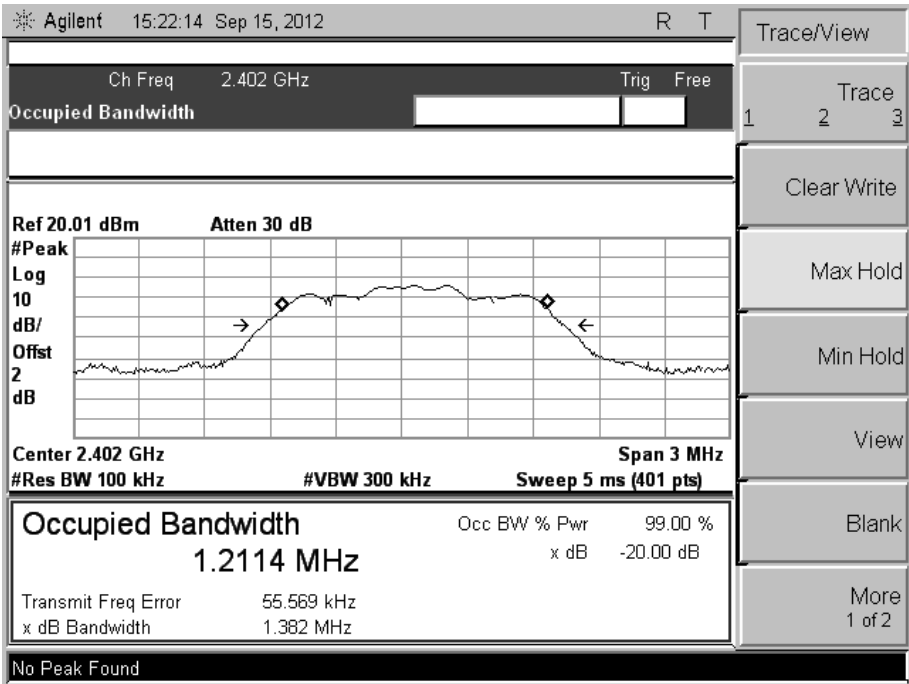 Agilent 15:22:14 Sep 15, 2012 R T
Ch Freq 2.402 GHz Trig Free
Occupied Bandwidth
Ref 20.01 dBm Atten 30 dB
#Peak
Log
10
dB/
Offst
2
dB
Center 2.402 GHz Span 3 MHz
#Res BW 100 kHz #VBW 300 kHz Sweep 5 ms (401 pts)
Occupied Bandwidth
1.2114 MHz
Occ BW % Pwr 99.00 %
x dB -20.00 dB
Transmit Freq Error 55.569 kHz
x dB Bandwidth 1.382 MHz
No Peak Found
Trace/View
Trace
1 2 3
Clear Write
Max Hold
Min Hold
View
Blank
More
1 of 2